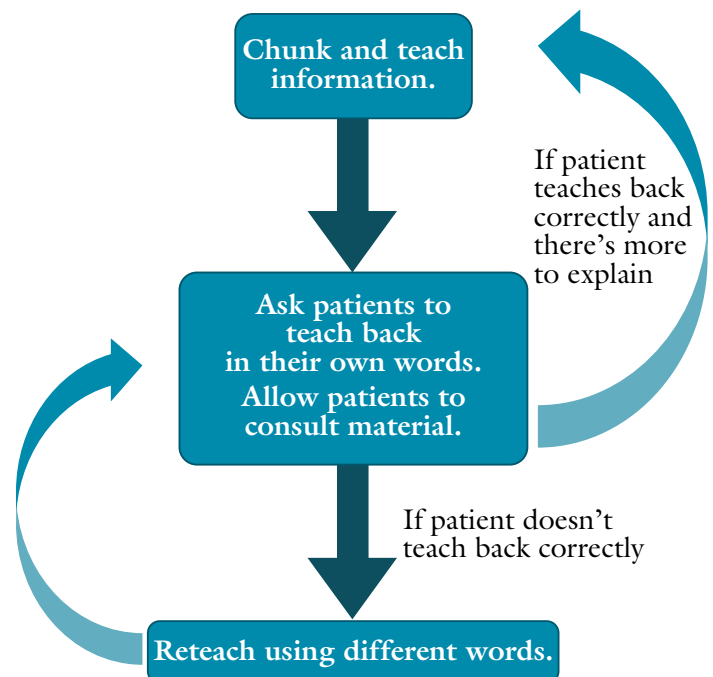 Chunk and teach
information.
If patient
teaches back
correctly and
there's more
to explain
Ask patients to
teach back
in their own words.
Allow patients to
consult material.
If patient doesn't
teach back correctly
Reteach using different words.